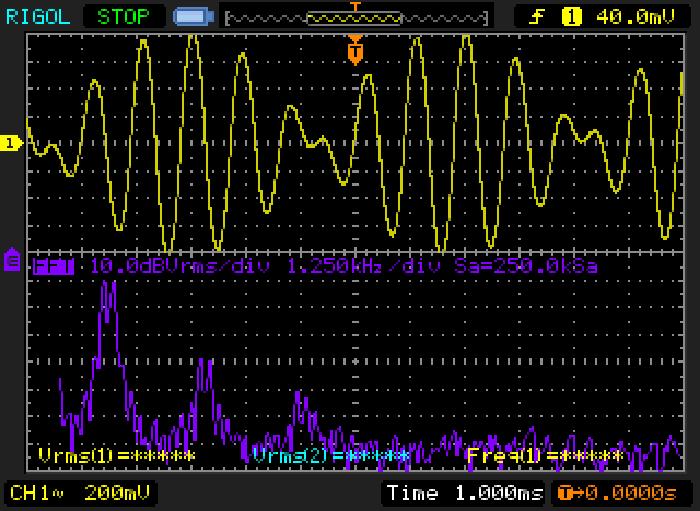 RIGOL STOP T 1 40.0mV
T
1
FFT 10.0dBVrms/div 1.250kHz/div Sa=250.0kSa
Vrms(1)=***** Vrms(2)=***** Freq(1)=*****
CH1~ 200mV Time 1.000ms T→0.0000s